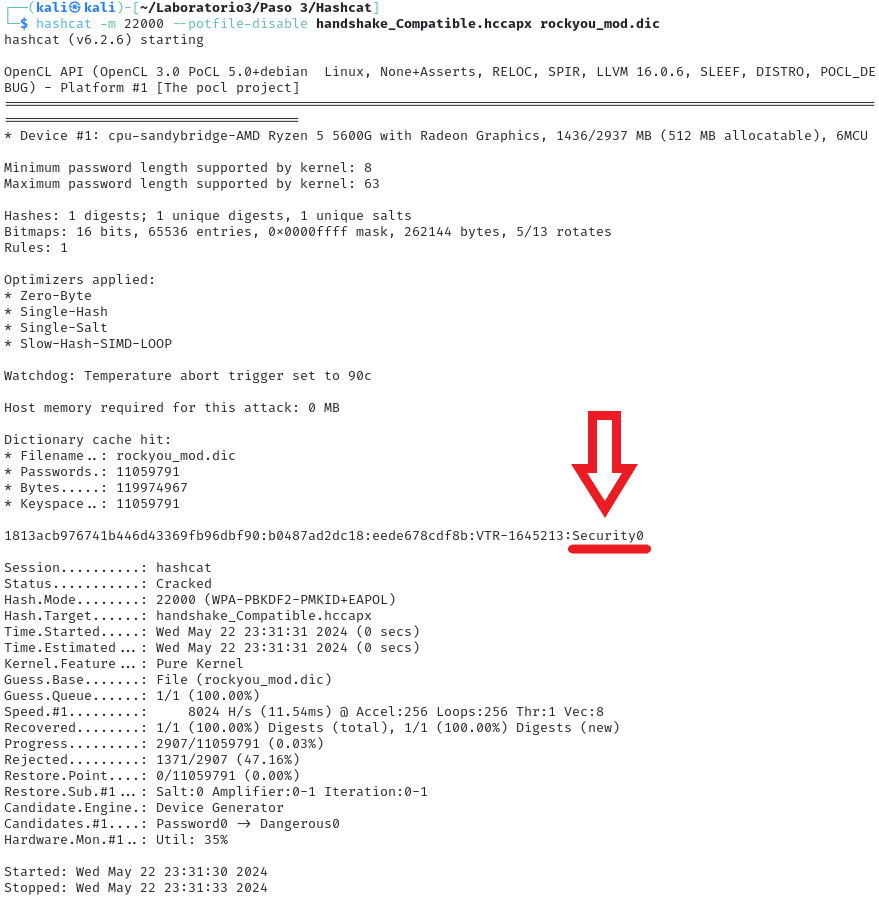 ┌──(kali㉿kali)-[~/Laboratorio3/Paso 3/Hashcat]
└─$ hashcat -m 22000 --potfile-disable handshake_Compatible.hccapx rockyou_mod.dic
hashcat (v6.2.6) starting
OpenCL API (OpenCL 3.0 PoCL 5.0+debian  Linux, None+Asserts, RELOC, SPIR, LLVM 16.0.6, SLEEF, DISTRO, POCL_DE
BUG) - Platform #1 [The pocl project]
* Device #1: cpu-sandybridge-AMD Ryzen 5 5600G with Radeon Graphics, 1436/2937 MB (512 MB allocatable), 6MCU
Minimum password length supported by kernel: 8
Maximum password length supported by kernel: 63
Hashes: 1 digests; 1 unique digests, 1 unique salts
Bitmaps: 16 bits, 65536 entries, 0x0000ffff mask, 262144 bytes, 5/13 rotates
Rules: 1
Optimizers applied:
* Zero-Byte
* Single-Hash
* Single-Salt
* Slow-Hash-SIMD-LOOP
Watchdog: Temperature abort trigger set to 90c
Host memory required for this attack: 0 MB
Dictionary cache hit:
* Filename..: rockyou_mod.dic
* Passwords.: 11059791
* Bytes.....: 119974967
* Keyspace..: 11059791
1813acb976741b446d43369fb96dbf90:b0487ad2dc18:eede678cdf8b:VTR-1645213:Security0
Session..........: hashcat
Status...........: Cracked
Hash.Mode........: 22000 (WPA-PBKDF2-PMKID+EAPOL)
Hash.Target......: handshake_Compatible.hccapx
Time.Started.....: Wed May 22 23:31:31 2024 (0 secs)
Time.Estimated...: Wed May 22 23:31:31 2024 (0 secs)
Kernel.Feature...: Pure Kernel
Guess.Base.......: File (rockyou_mod.dic)
Guess.Queue......: 1/1 (100.00%)
Speed.#1.........:     8024 H/s (11.54ms) @ Accel:256 Loops:256 Thr:1 Vec:8
Recovered........: 1/1 (100.00%) Digests (total), 1/1 (100.00%) Digests (new)
Progress.........: 2907/11059791 (0.03%)
Rejected.........: 1371/2907 (47.16%)
Restore.Point....: 0/11059791 (0.00%)
Restore.Sub.#1...: Salt:0 Amplifier:0-1 Iteration:0-1
Candidate.Engine.: Device Generator
Candidates.#1....: Password0 -> Dangerous0
Hardware.Mon.#1..: Util: 35%
Started: Wed May 22 23:31:30 2024
Stopped: Wed May 22 23:31:33 2024